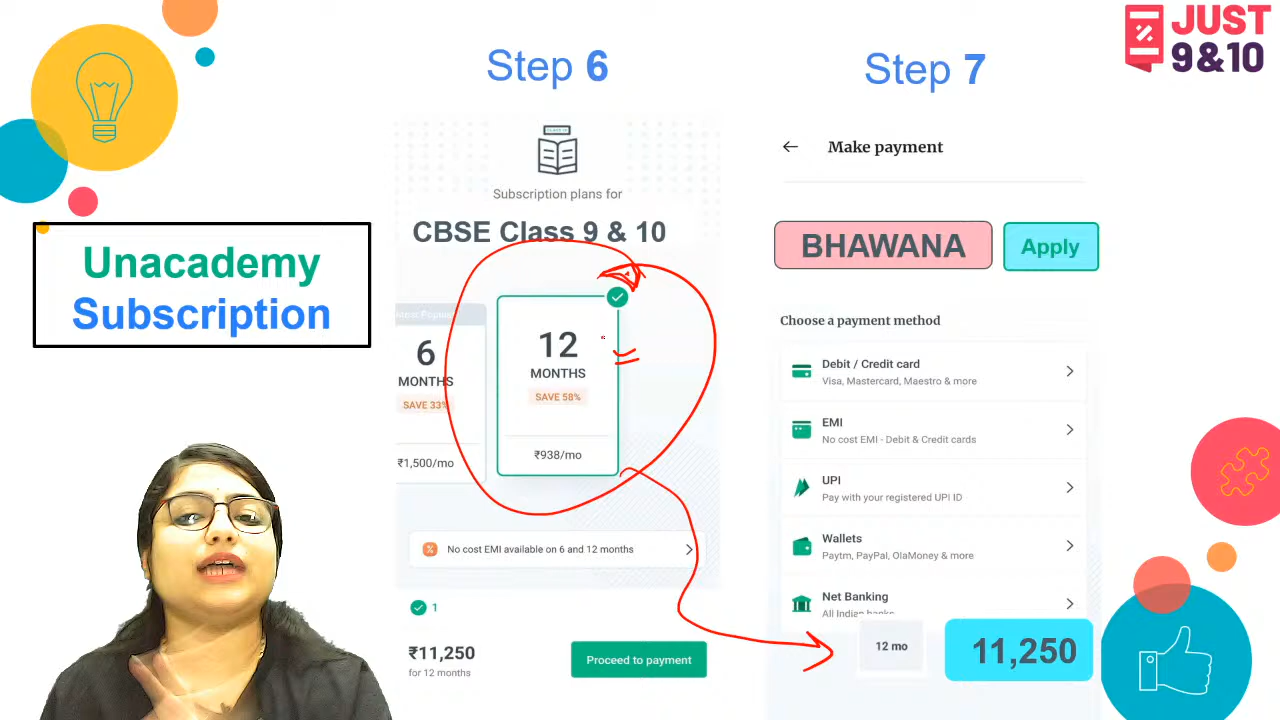 Step 6
Step 7
JUST
9&10
Unacademy
Subscription
Subscription plans for
CBSE Class 9 & 10
6
MONTHS
SAVE 33%
₹1,500/mo
12
MONTHS
SAVE 58%
₹938/mo
No cost EMI available on 6 and 12 months
1
₹11,250
for 12 months
Proceed to payment
Make payment
BHAWANA
Apply
Choose a payment method
Debit / Credit card
Visa, Mastercard, Maestro & more
EMI
No cost EMI - Debit & Credit cards
UPI
Pay with your registered UPI ID
Wallets
Paytm, PayPal, OlaMoney & more
Net Banking
All Indian banks
12 mo
11,250